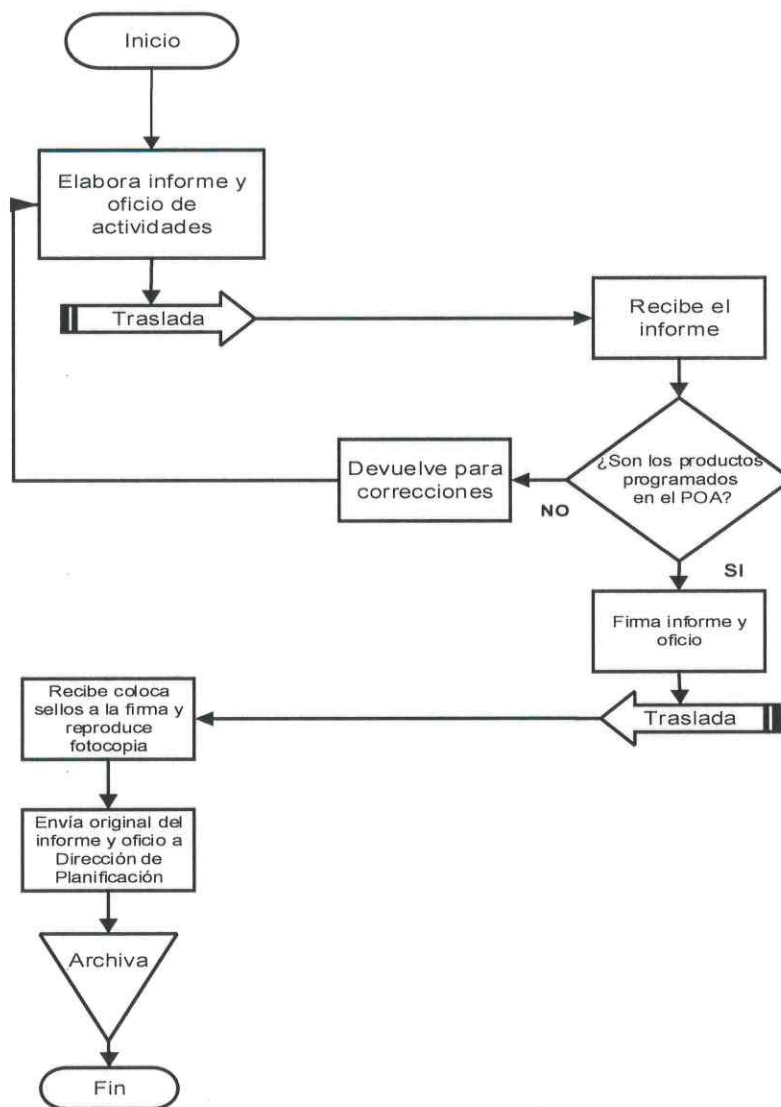 Inicio
Elabora informe y
oficio de
actividades
Traslada
Recibe el
informe
¿Son los productos
programados
en el POA?
NO
Devuelve para
correcciones
SI
Firma informe y
oficio
Traslada
Recibe coloca
sellos a la firma y
reproduce
fotocopia
Envía original del
informe y oficio a
Dirección de
Planificación
Archiva
Fin